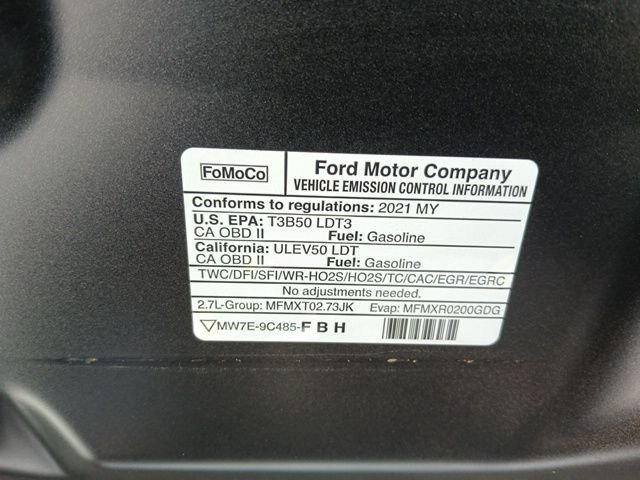 FoMoCo
Ford Motor Company
VEHICLE EMISSION CONTROL INFORMATION
Conforms to regulations: 2021 MY
U.S. EPA: T3B50 LDT3
CA OBD II Fuel: Gasoline
California: ULEV50 LDT
CA OBD II Fuel: Gasoline
TWC/DFI/SFI/WR-HO2S/HO2S/TC/CAC/EGR/EGRC
No adjustments needed.
2.7L-Group: MFMXT02.73JK Evap: MFMXR0200GDG
MW7E-9C485-FBH